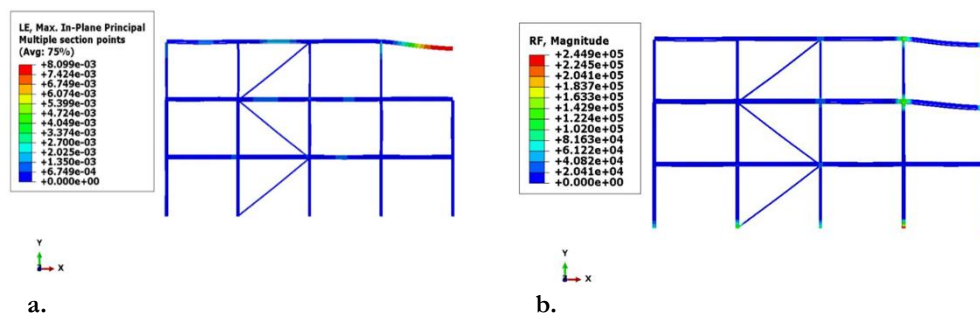 LE, Max. In-Plane Principal
Multiple section points
(Avg: 75%)
+8.099e-03
+7.424e-03
+6.749e-03
+6.074e-03
+5.399e-03
+4.724e-03
+4.049e-03
+3.374e-03
+2.700e-03
+2.025e-03
+1.350e-03
+6.749e-04
+0.000e+00
Y
Z
X
a.
RF, Magnitude
+2.449e+05
+2.245e+05
+2.041e+05
+1.837e+05
+1.633e+05
+1.429e+05
+1.224e+05
+1.020e+05
+8.163e+04
+6.122e+04
+4.082e+04
+2.041e+04
+0.000e+00
Y
Z
X
b.